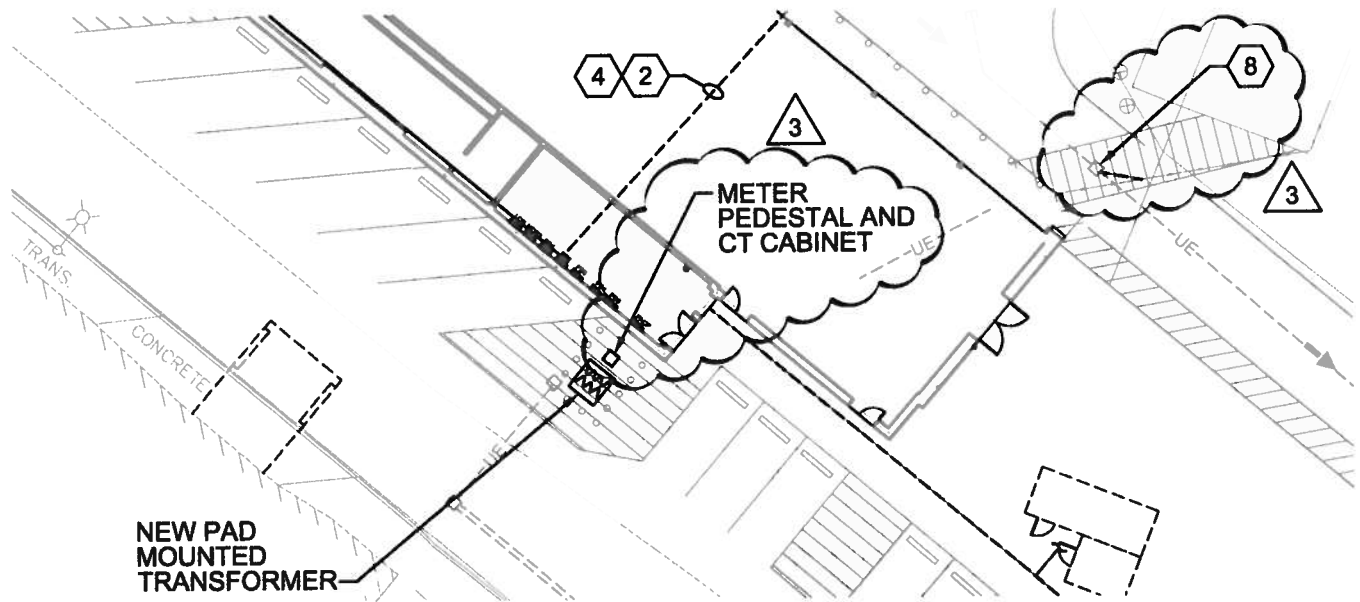 4 2
8
3
METER
PEDESTAL AND
CT CABINET
3
UE
UE
TRANS.
CONCRETE
UE
NEW PAD
MOUNTED
TRANSFORMER